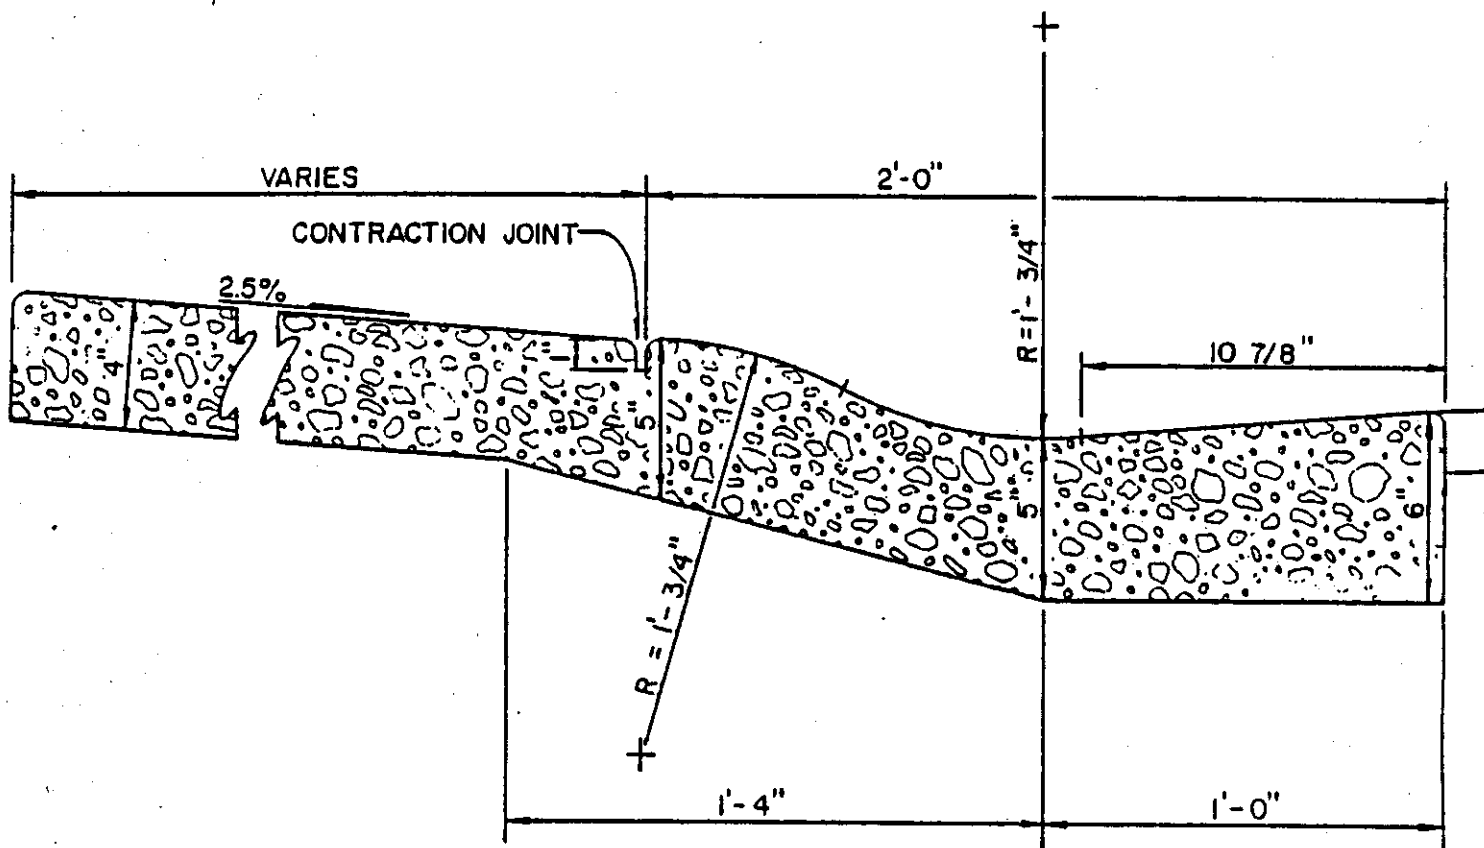 VARIES
2'-0"
CONTRACTION JOINT
R=1'- 3/4"
2.5%
10 7/8"
4"
1"
5"
5"
6"
R = 1'- 3/4"
1'-4"
1'-0"